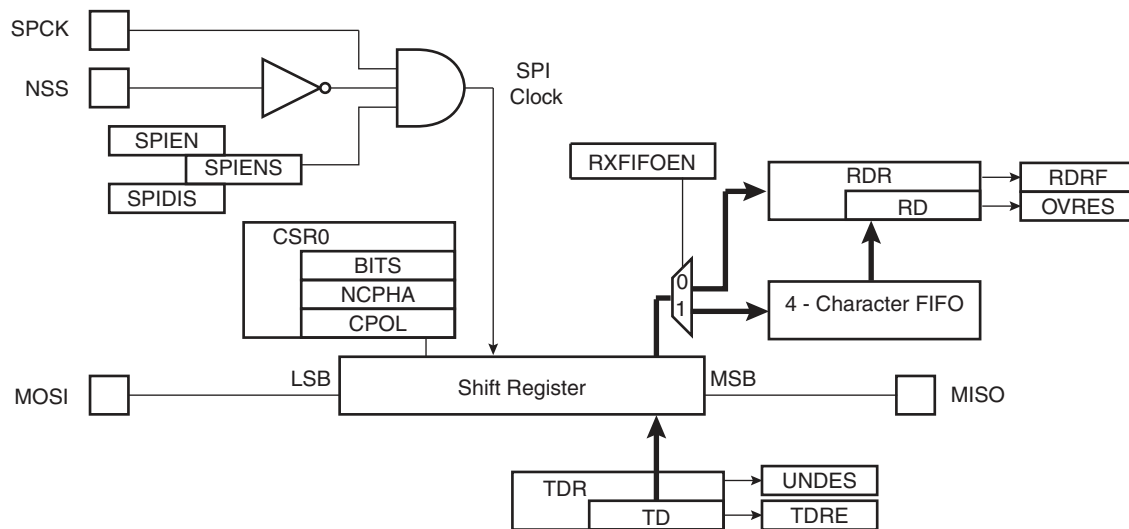 SPCK
NSS
SPI
Clock
SPIEN
SPIENS
SPIDIS
RXFIFOEN
RDR
RD
RDRF
OVRES
CSR0
BITS
NCPHA
CPOL
0
1
4 - Character FIFO
MOSI
LSB
Shift Register
MSB
MISO
TDR
TD
UNDES
TDRE